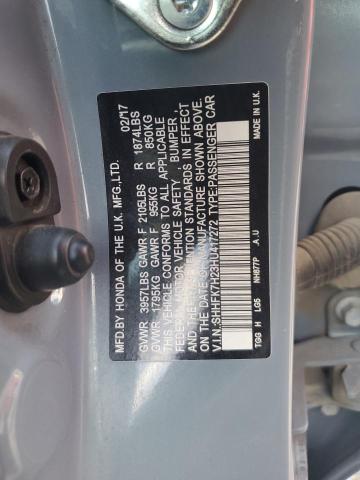 MFD.BY HONDA OF THE U.K. MFG.,LTD. 02/17
GVWR 3957LBS GAWR F 2105LBS R 1874LBS
GVWR 1795KG GAWR F 955KG R 850KG
THIS VEHICLE CONFORMS TO ALL APPLICABLE
FEDERAL MOTOR VEHICLE SAFETY, BUMPER,
AND THEFT PREVENTION STANDARDS IN EFFECT
ON THE DATE OF MANUFACTURE SHOWN ABOVE.
V.I.N.:SHHFK7H23HU417272 TYPE:PASSENGER CAR
TGG H LG5 NH877P A.U MADE IN U.K.